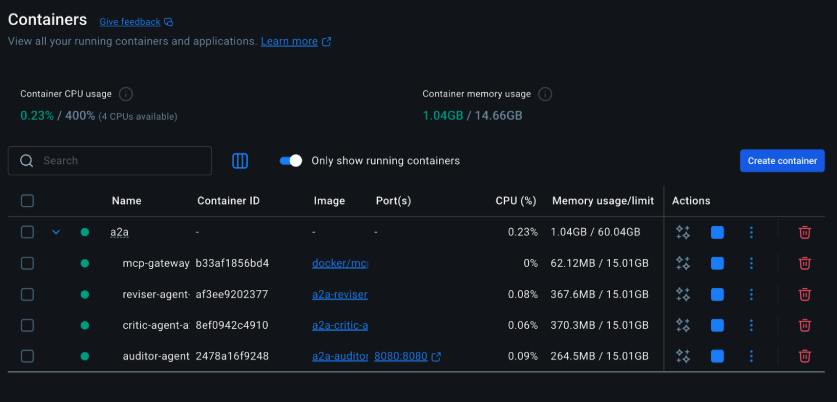 Containers Give feedback
View all your running containers and applications. Learn more
Container CPU usage
0.23% / 400% (4 CPUs available)
Container memory usage
1.04GB / 14.66GB
Search
Only show running containers
Create container
Name Container ID Image Port(s) CPU (%) Memory usage/limit Actions
a2a - - - 0.23% 1.04GB / 60.04GB
mcp-gateway b33af1856bd4 docker/mc 0% 62.12MB / 15.01GB
reviser-agent- af3ee9202377 a2a-reviser 0.08% 367.6MB / 15.01GB
critic-agent-a 8ef0942c4910 a2a-critic-a 0.06% 370.3MB / 15.01GB
auditor-agent 2478a16f9248 a2a-auditor 8080:8080 0.09% 264.5MB / 15.01GB